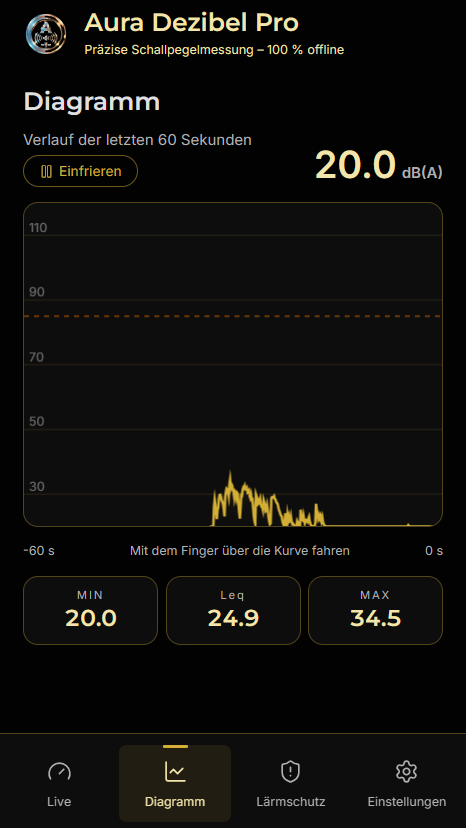 Aura Dezibel Pro
Präzise Schallpegelmessung – 100 % offline
Diagramm
Verlauf der letzten 60 Sekunden
Einfrieren
20.0 dB(A)
110
90
70
50
30
-60 s Mit dem Finger über die Kurve fahren 0 s
MIN Leq MAX
20.0 24.9 34.5
Live Diagramm Lärmschutz Einstellungen